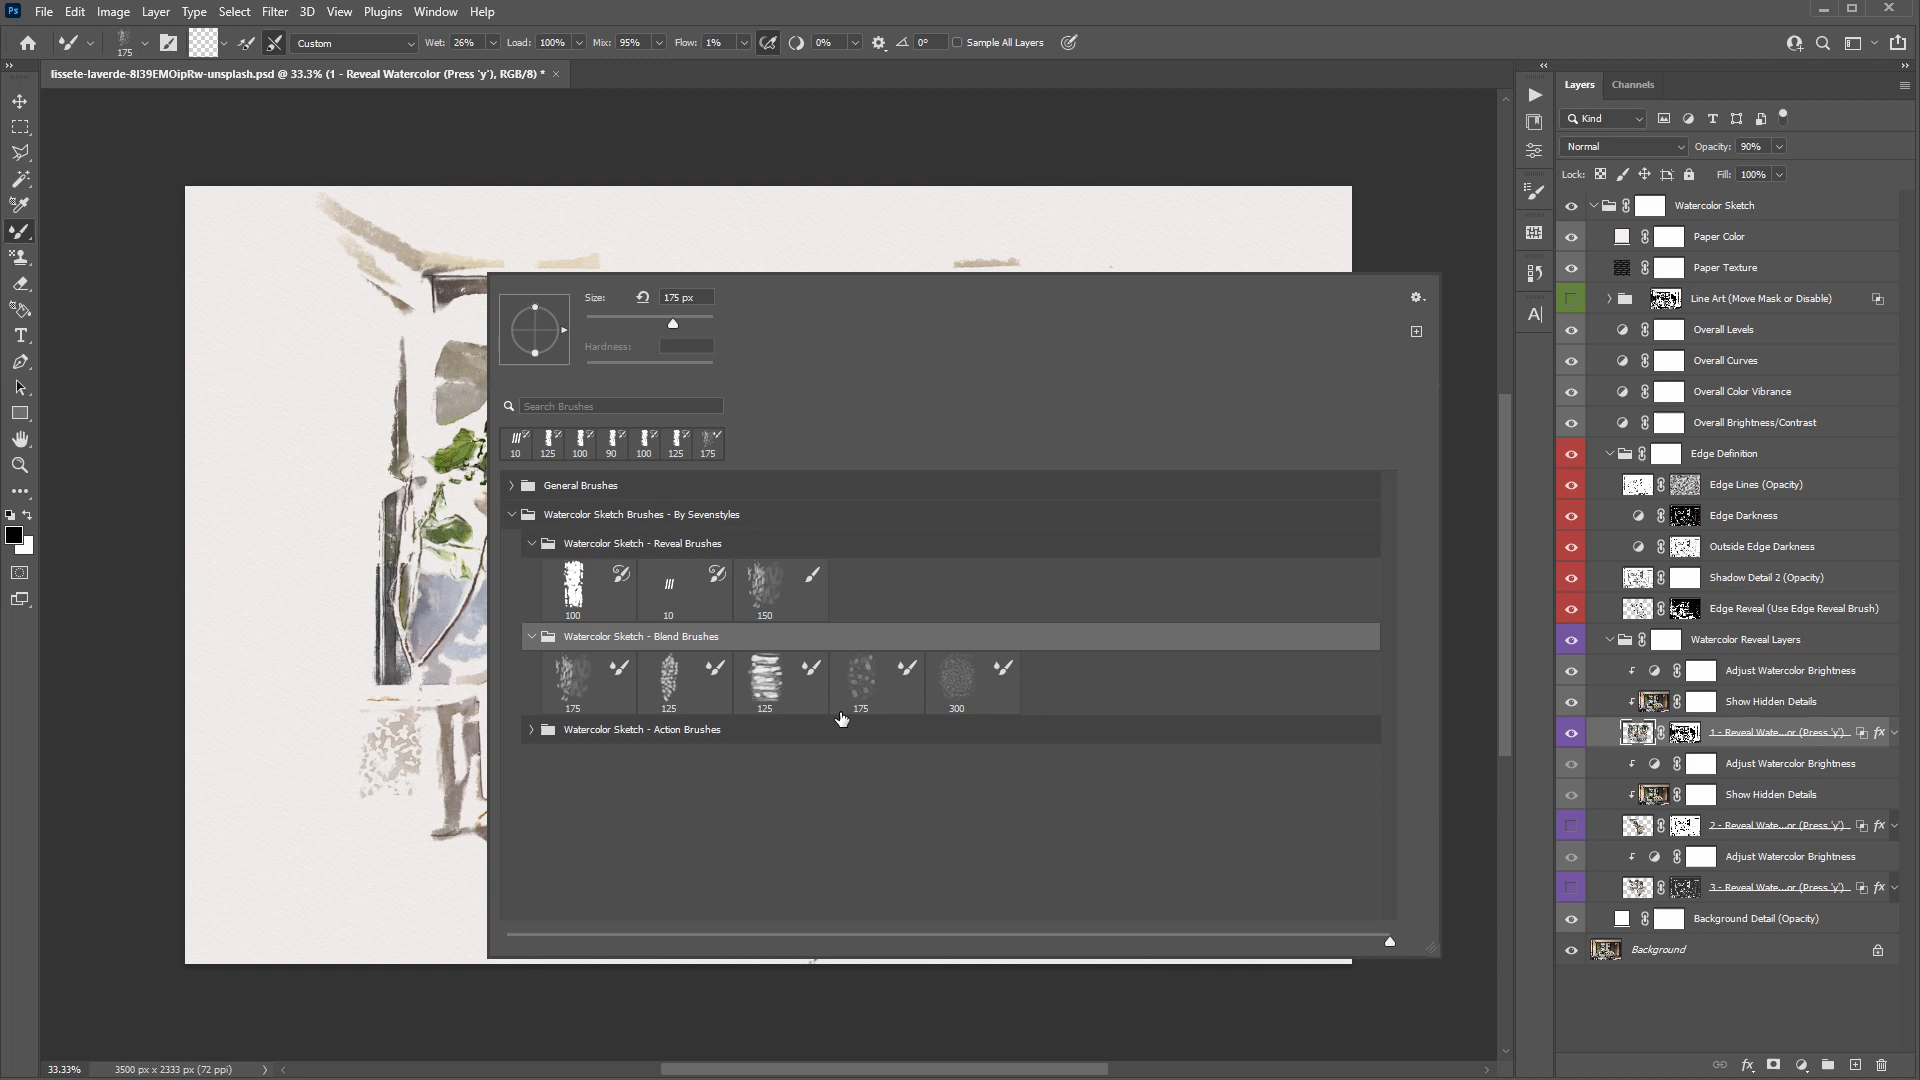 Ps File Edit Image Layer Type Select Filter 3D View Plugins Window Help
175 Custom Wet: 26% Load: 100% Mix: 95% Flow: 1% 0% 0° Sample All Layers
lissete-laverde-8I39EMOipRw-unsplash.psd @ 33.3% (1 - Reveal Watercolor (Press 'y'), RGB/8) *
Size: 175 px
Hardness:
Search Brushes
10 125 100 90 100 125 175
General Brushes
Watercolor Sketch Brushes - By Sevenstyles
Watercolor Sketch - Reveal Brushes
100 10 150
Watercolor Sketch - Blend Brushes
175 125 125 175 300
Watercolor Sketch - Action Brushes
33.33% 3500 px x 2333 px (72 ppi)
Layers Channels
Kind
Normal Opacity: 90%
Lock: Fill: 100%
Watercolor Sketch
Paper Color
Paper Texture
Line Art (Move Mask or Disable)
Overall Levels
Overall Curves
Overall Color Vibrance
Overall Brightness/Contrast
Edge Definition
Edge Lines (Opacity)
Edge Darkness
Outside Edge Darkness
Shadow Detail 2 (Opacity)
Edge Reveal (Use Edge Reveal Brush)
Watercolor Reveal Layers
Adjust Watercolor Brightness
Show Hidden Details
1 - Reveal Wate...or (Press 'y') fx
Adjust Watercolor Brightness
Show Hidden Details
2 - Reveal Wate...or (Press 'y') fx
Adjust Watercolor Brightness
3 - Reveal Wate...or (Press 'y') fx
Background Detail (Opacity)
Background
fx